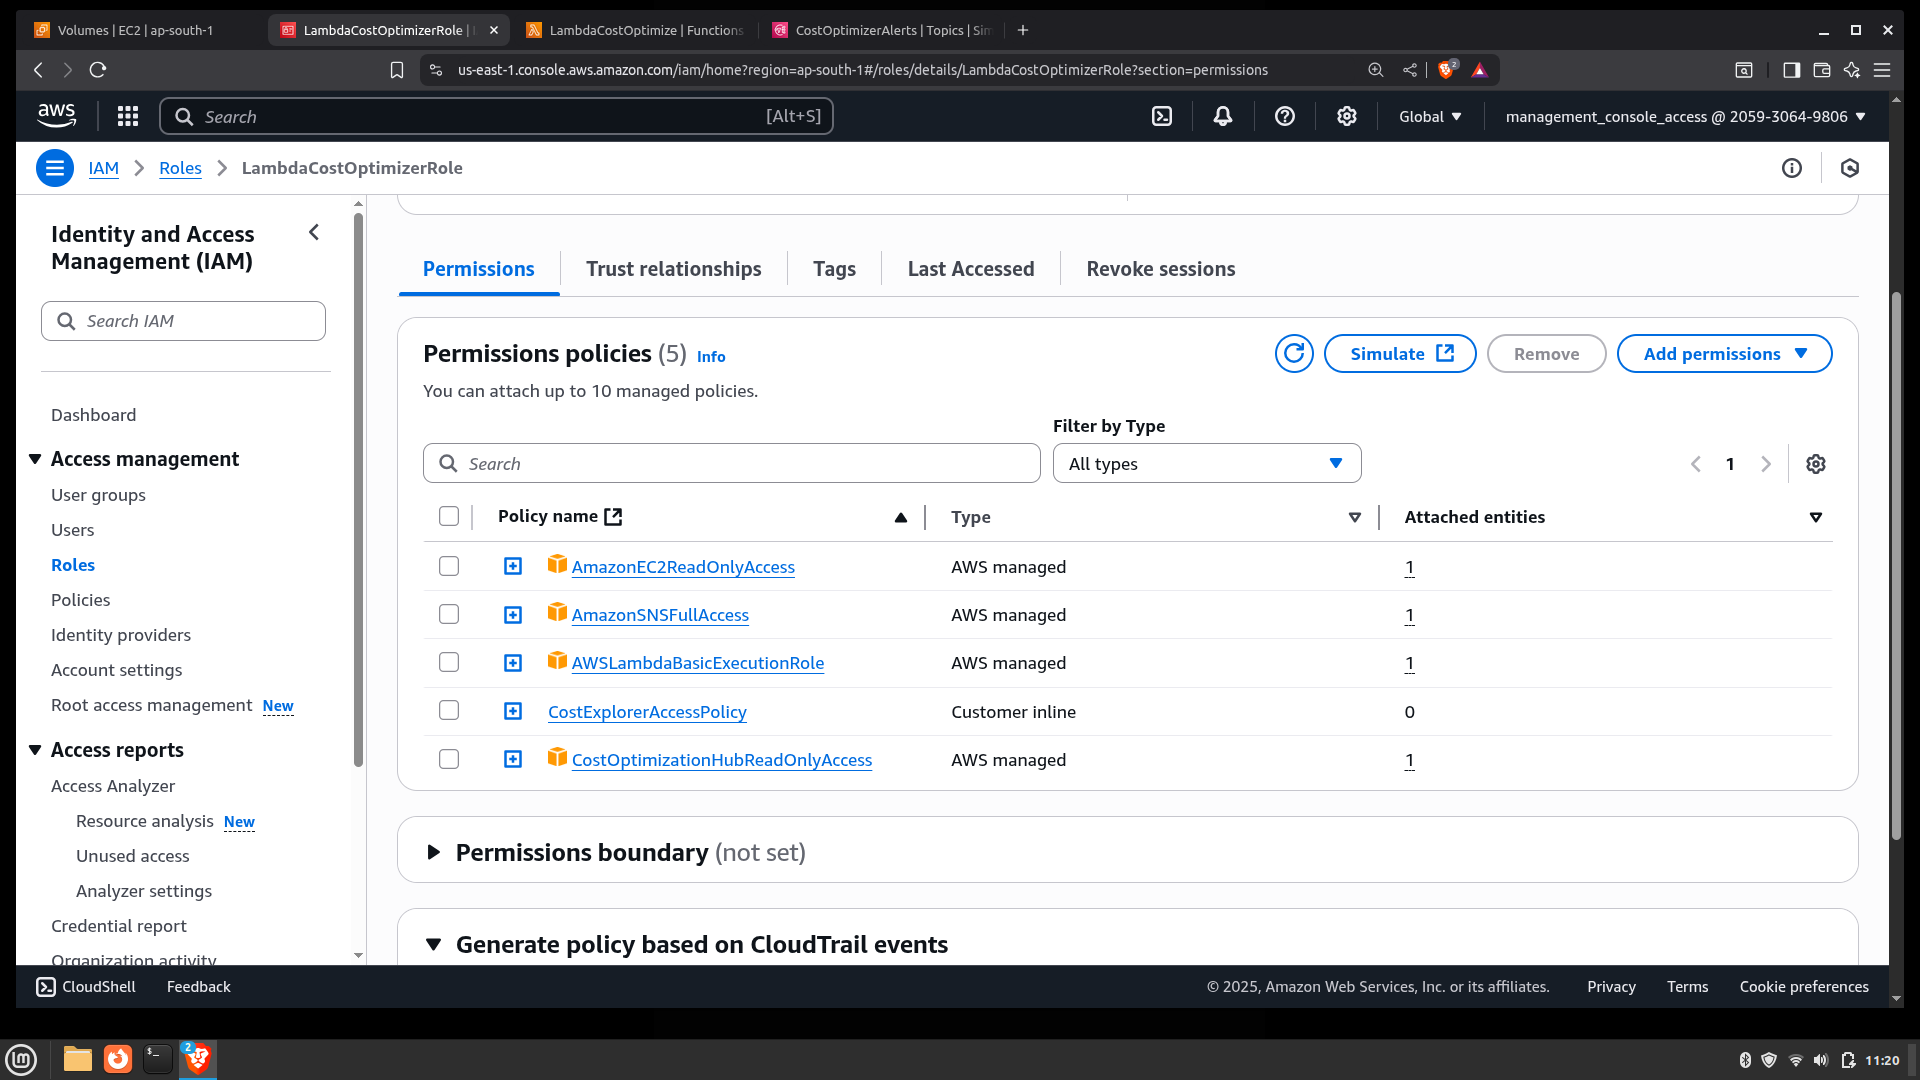 Volumes | EC2 | ap-south-1
LambdaCostOptimizerRole |
LambdaCostOptimize | Functions
CostOptimizerAlerts | Topics | Sim
us-east-1.console.aws.amazon.com/iam/home?region=ap-south-1#/roles/details/LambdaCostOptimizerRole?section=permissions
2
aws
Search
[Alt+S]
Global
management_console_access @ 2059-3064-9806
IAM
Roles
LambdaCostOptimizerRole
Identity and Access
Management (IAM)
Search IAM
Dashboard
Access management
User groups
Users
Roles
Policies
Identity providers
Account settings
Root access management New
Access reports
Access Analyzer
Resource analysis New
Unused access
Analyzer settings
Credential report
Organization activity
Permissions
Trust relationships
Tags
Last Accessed
Revoke sessions
Permissions policies (5) Info
Simulate
Remove
Add permissions
You can attach up to 10 managed policies.
Filter by Type
Search
All types
1
Policy name
Type
Attached entities
AmazonEC2ReadOnlyAccess
AWS managed
1
AmazonSNSFullAccess
AWS managed
1
AWSLambdaBasicExecutionRole
AWS managed
1
CostExplorerAccessPolicy
Customer inline
0
CostOptimizationHubReadOnlyAccess
AWS managed
1
Permissions boundary (not set)
Generate policy based on CloudTrail events
CloudShell
Feedback
© 2025, Amazon Web Services, Inc. or its affiliates.
Privacy
Terms
Cookie preferences
2
11:20